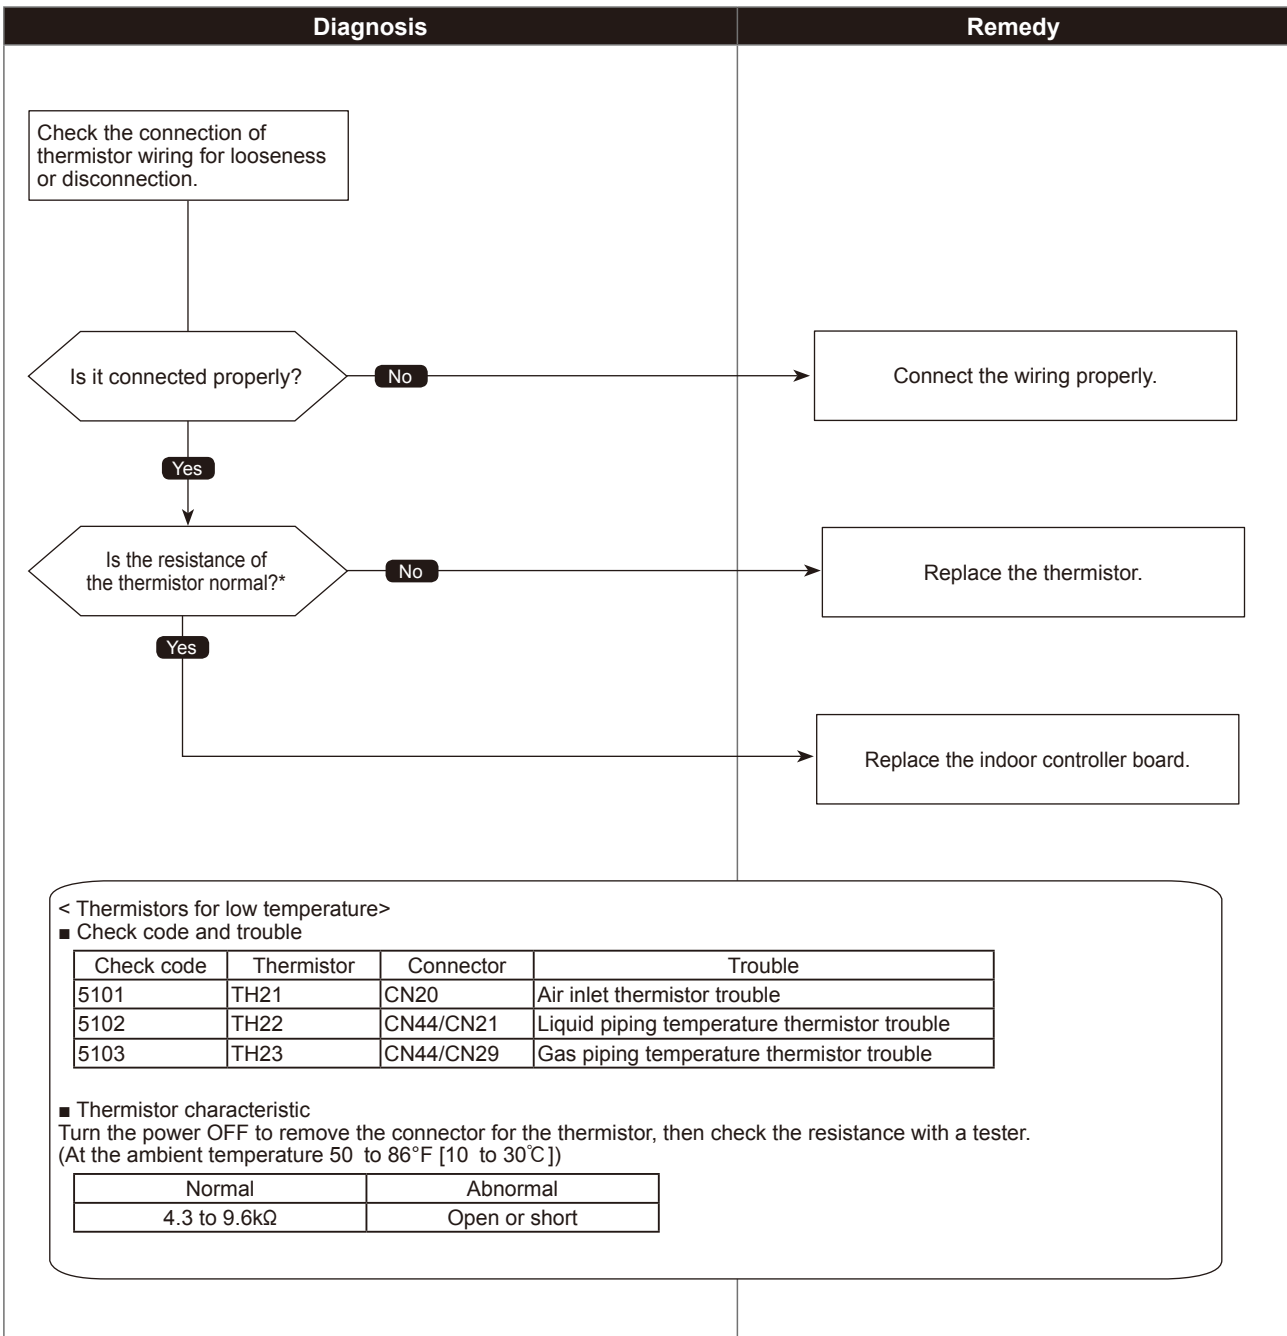 Diagnosis
Remedy
Check the connection of
thermistor wiring for looseness
or disconnection.
Is it connected properly?
No
Connect the wiring properly.
Yes
Is the resistance of
the thermistor normal?*
No
Replace the thermistor.
Yes
Replace the indoor controller board.
< Thermistors for low temperature>
■ Check code and trouble
Check code Thermistor Connector Trouble
5101 TH21 CN20 Air inlet thermistor trouble
5102 TH22 CN44/CN21 Liquid piping temperature thermistor trouble
5103 TH23 CN44/CN29 Gas piping temperature thermistor trouble
■ Thermistor characteristic
Turn the power OFF to remove the connector for the thermistor, then check the resistance with a tester.
(At the ambient temperature 50 to 86°F [10 to 30℃])
Normal Abnormal
4.3 to 9.6kΩ Open or short